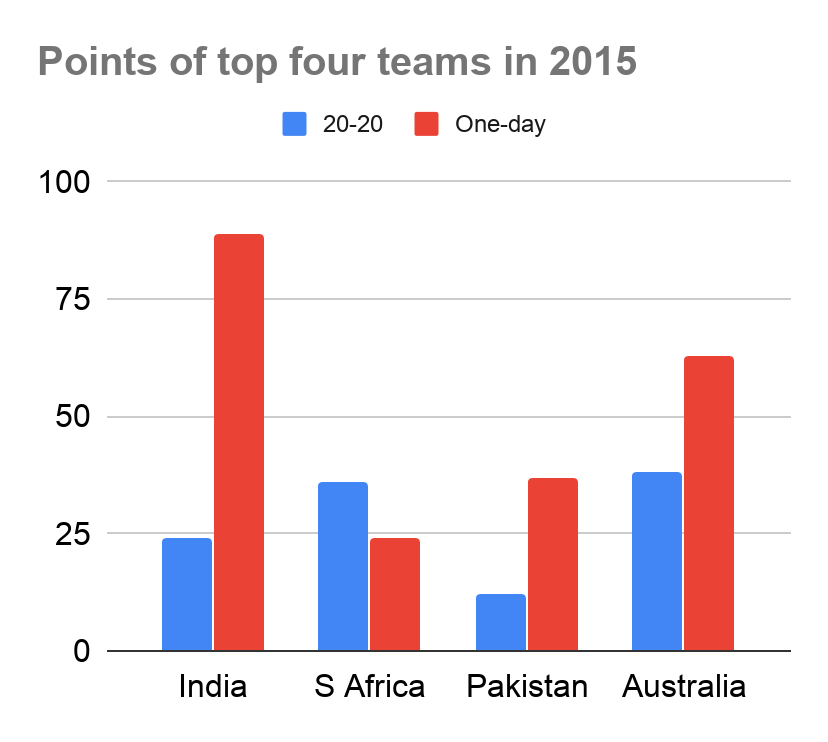 Points of top four teams in 2015
20-20 One-day
100
75
50
25
0
India S Africa Pakistan Australia